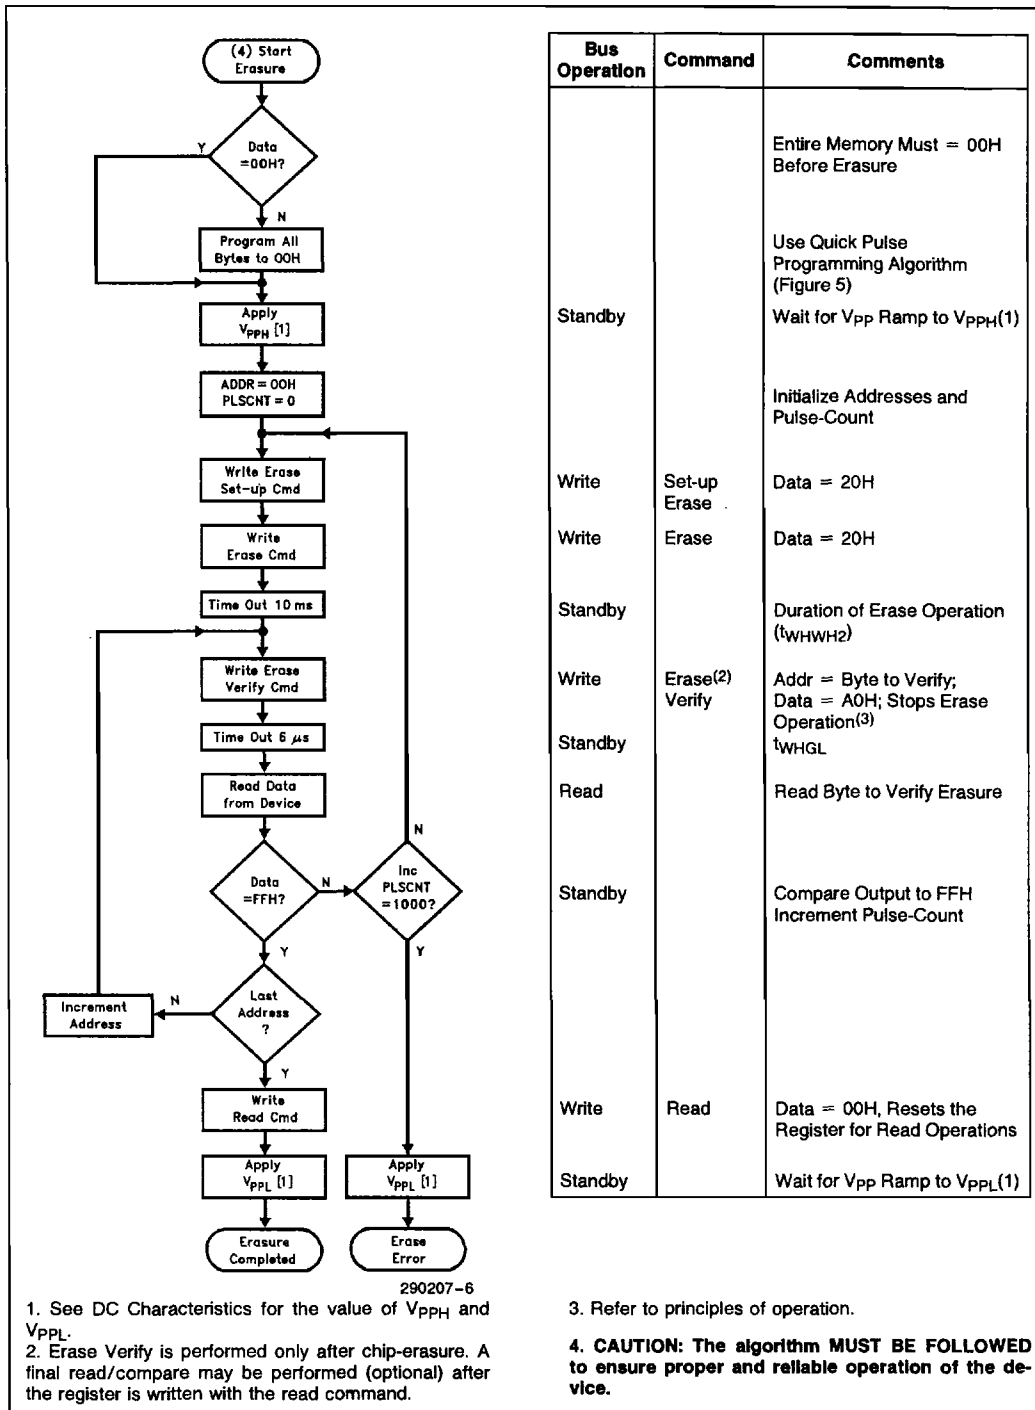 (4) Start
Erasure
Data
=00H?
Y
N
Program All
Bytes to 00H
Apply
VPPH [1]
ADDR = 00H
PLSCNT = 0
Write Erase
Set-up Cmd
Write
Erase Cmd
Time Out 10 ms
Write Erase
Verify Cmd
Time Out 6 μs
Read Data
from Device
Data
=FFH?
N
Y
Inc
PLSCNT
=1000?
N
Y
Last
Address
?
N
Y
Increment
Address
Write
Read Cmd
Apply
VPPL [1]
Apply
VPPL [1]
Erasure
Completed
Erase
Error
290207-6
Bus
Operation
Command
Comments
Entire Memory Must = 00H
Before Erasure
Use Quick Pulse
Programming Algorithm
(Figure 5)
Standby
Wait for VPP Ramp to VPPH(1)
Initialize Addresses and
Pulse-Count
Write
Set-up
Erase
Data = 20H
Write
Erase
Data = 20H
Standby
Duration of Erase Operation
(tWHWH2)
Write
Erase(2)
Verify
Addr = Byte to Verify;
Data = A0H; Stops Erase
Operation(3)
Standby
tWHGL
Read
Read Byte to Verify Erasure
Standby
Compare Output to FFH
Increment Pulse-Count
Write
Read
Data = 00H, Resets the
Register for Read Operations
Standby
Wait for VPP Ramp to VPPL(1)
1. See DC Characteristics for the value of VPPH and
VPPL.
2. Erase Verify is performed only after chip-erasure. A
final read/compare may be performed (optional) after
the register is written with the read command.
3. Refer to principles of operation.
4. CAUTION: The algorithm MUST BE FOLLOWED
to ensure proper and reliable operation of the de-
vice.